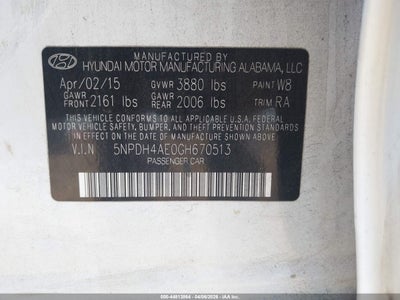 MFD. BY
HYUNDAI MOTOR MANUFACTURING ALABAMA, LLC
Apr/02/15 GVWR 3880 lbs PAINT W8
GAWR FRONT 2161 lbs GAWR REAR 2006 lbs TRIM RA
THIS VEHICLE CONFORMS TO ALL APPLICABLE
FEDERAL MOTOR VEHICLE SAFETY, BUMPER,
AND THEFT PREVENTION STANDARDS IN EFFECT ON
THE DATE OF MANUFACTURE SHOWN ABOVE.
V.I.N 5NPDH4AE0GH670513
PASSENGER CAR